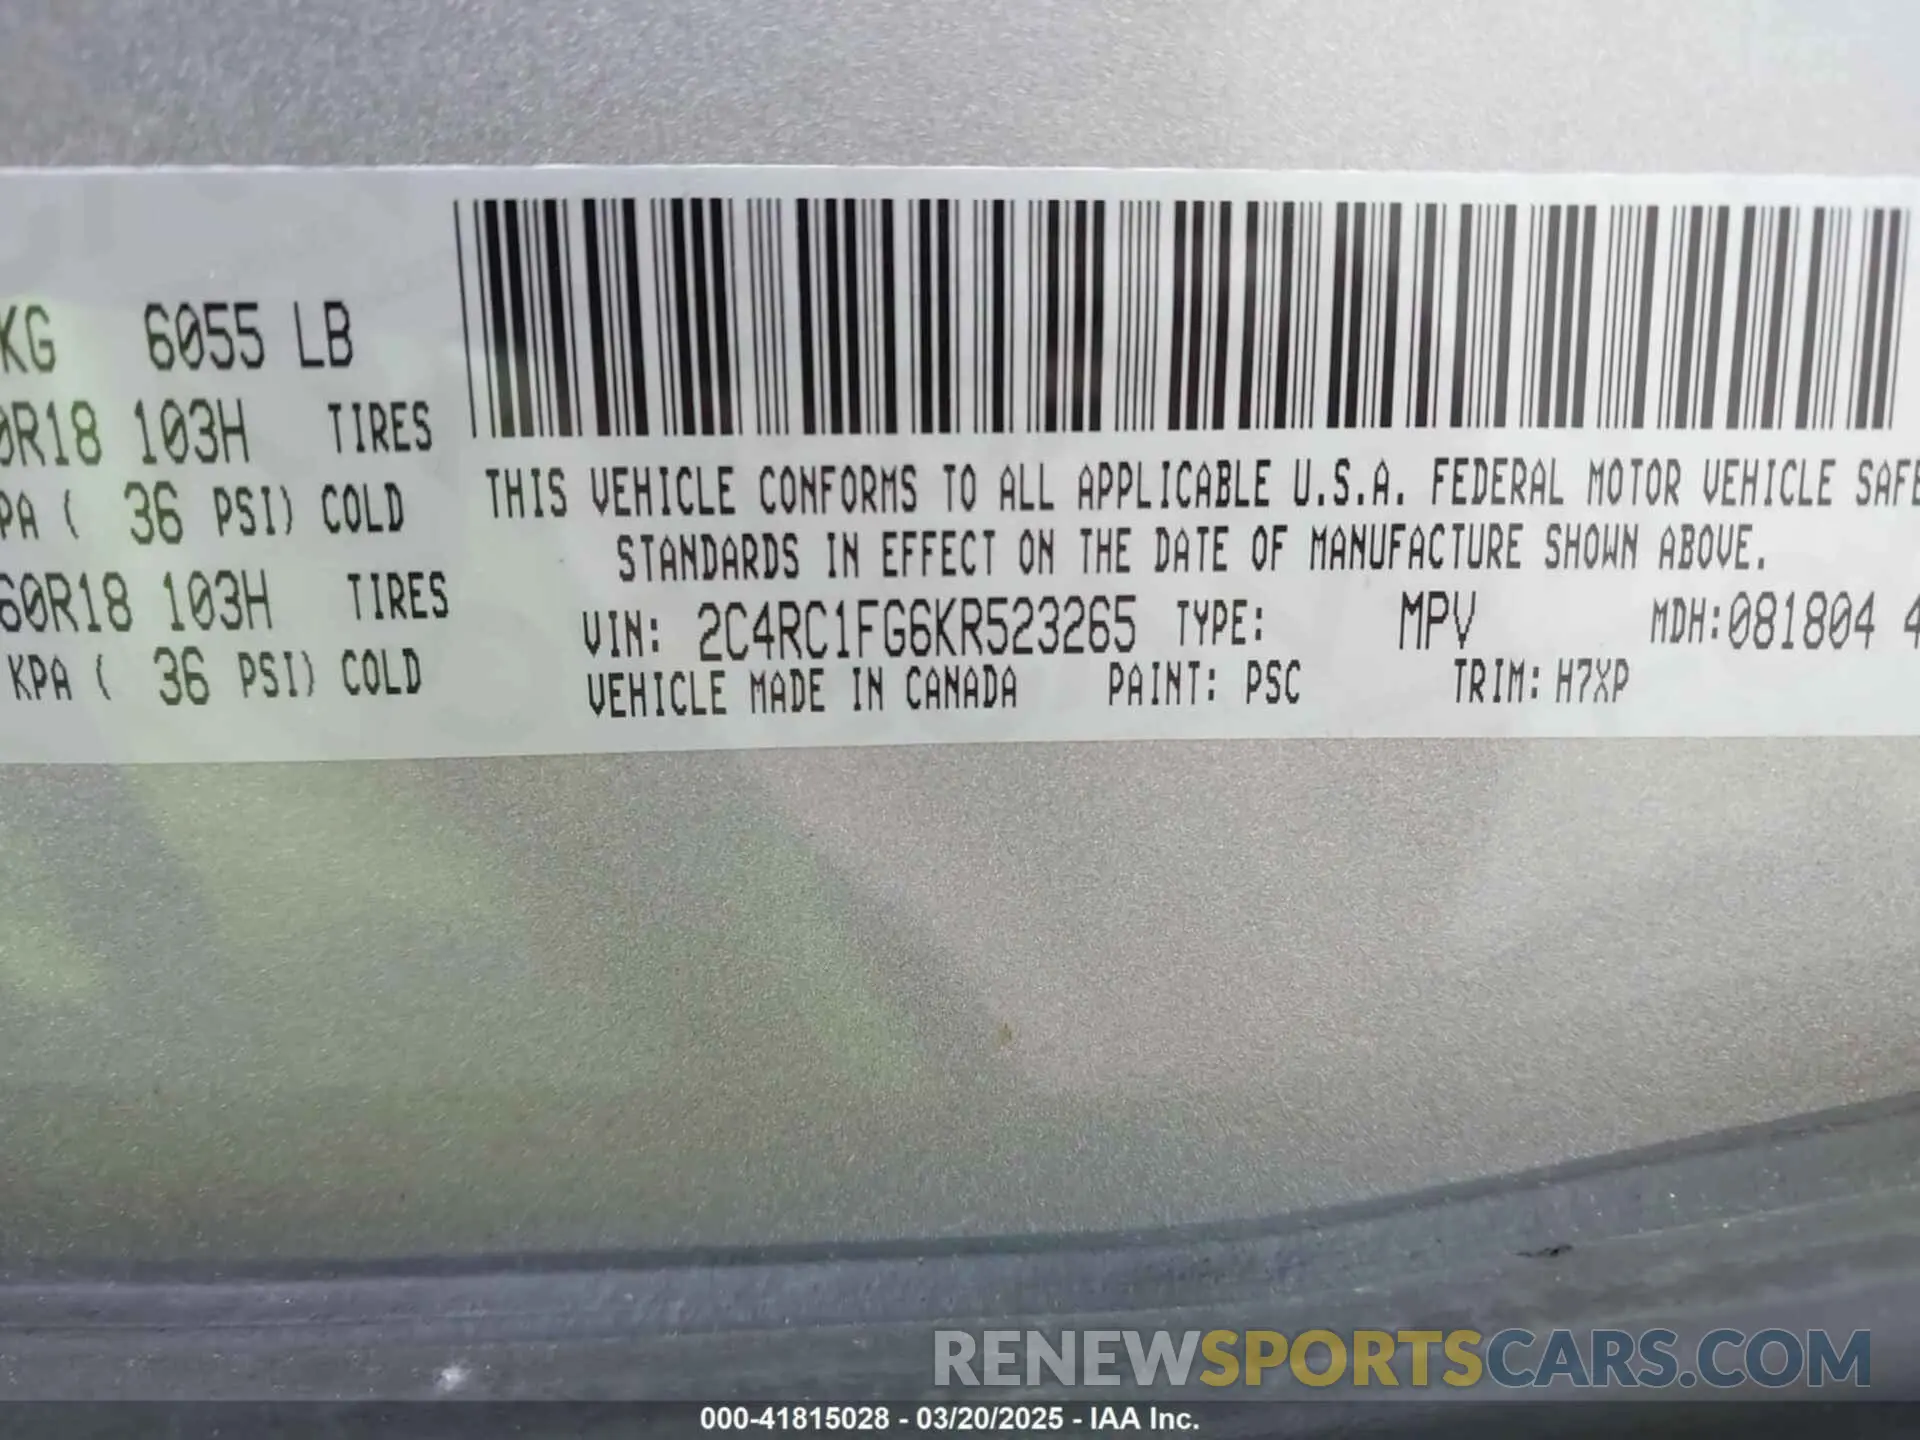 KG 6055 LB
0R18 103H TIRES
PA ( 36 PSI) COLD
60R18 103H TIRES
KPA ( 36 PSI) COLD
THIS VEHICLE CONFORMS TO ALL APPLICABLE U.S.A. FEDERAL MOTOR VEHICLE SAFE
STANDARDS IN EFFECT ON THE DATE OF MANUFACTURE SHOWN ABOVE.
VIN: 2C4RC1FG6KR523265 TYPE: MPV MDH:081804 4
VEHICLE MADE IN CANADA PAINT: PSC TRIM: H7XP
RENEWSPORTSCARS.COM
000-41815028 - 03/20/2025 - IAA Inc.